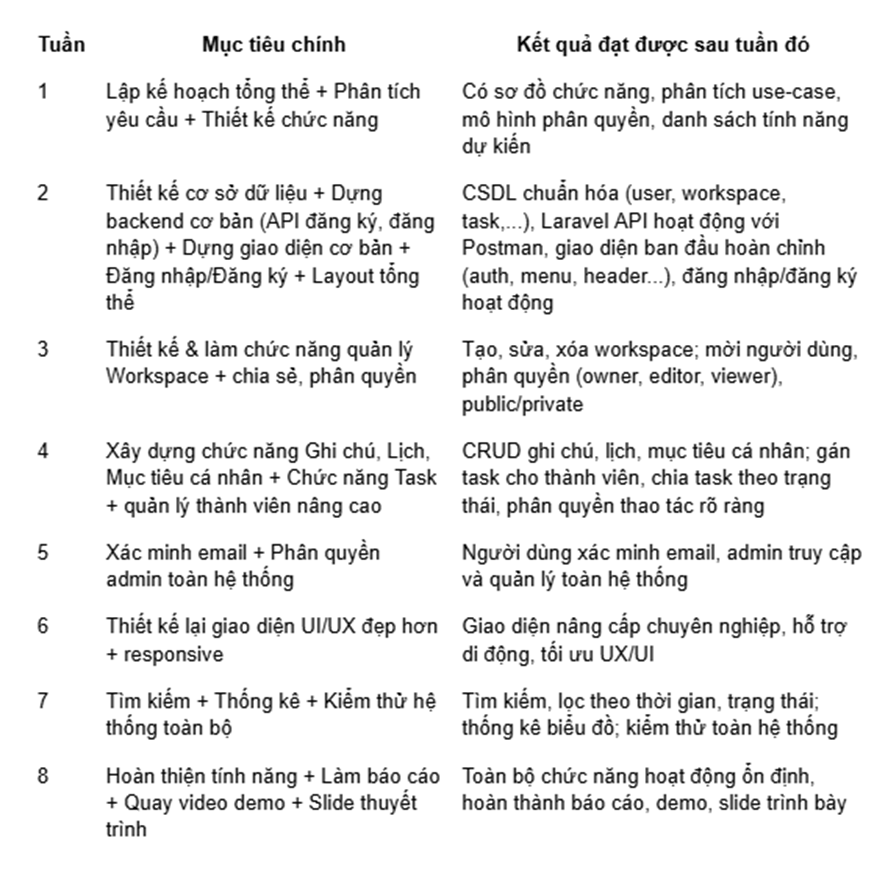 Tuần Mục tiêu chính Kết quả đạt được sau tuần đó
1 Lập kế hoạch tổng thể + Phân tích
yêu cầu + Thiết kế chức năng
Có sơ đồ chức năng, phân tích use-case,
mô hình phân quyền, danh sách tính năng
dự kiến
2 Thiết kế cơ sở dữ liệu + Dựng
backend cơ bản (API đăng ký, đăng
nhập) + Dựng giao diện cơ bản +
Đăng nhập/Đăng ký + Layout tổng
thể
CSDL chuẩn hóa (user, workspace,
task,...), Laravel API hoạt động với
Postman, giao diện ban đầu hoàn chỉnh
(auth, menu, header...), đăng nhập/đăng ký
hoạt động
3 Thiết kế & làm chức năng quản lý
Workspace + chia sẻ, phân quyền
Tạo, sửa, xóa workspace; mời người dùng,
phân quyền (owner, editor, viewer),
public/private
4 Xây dựng chức năng Ghi chú, Lịch,
Mục tiêu cá nhân + Chức năng Task
+ quản lý thành viên nâng cao
CRUD ghi chú, lịch, mục tiêu cá nhân; gán
task cho thành viên, chia task theo trạng
thái, phân quyền thao tác rõ ràng
5 Xác minh email + Phân quyền
admin toàn hệ thống
Người dùng xác minh email, admin truy cập
và quản lý toàn hệ thống
6 Thiết kế lại giao diện UI/UX đẹp hơn
+ responsive
Giao diện nâng cấp chuyên nghiệp, hỗ trợ
di động, tối ưu UX/UI
7 Tìm kiếm + Thống kê + Kiểm thử hệ
thống toàn bộ
Tìm kiếm, lọc theo thời gian, trạng thái;
thống kê biểu đồ; kiểm thử toàn hệ thống
8 Hoàn thiện tính năng + Làm báo cáo
+ Quay video demo + Slide thuyết
trình
Toàn bộ chức năng hoạt động ổn định,
hoàn thành báo cáo, demo, slide trình bày